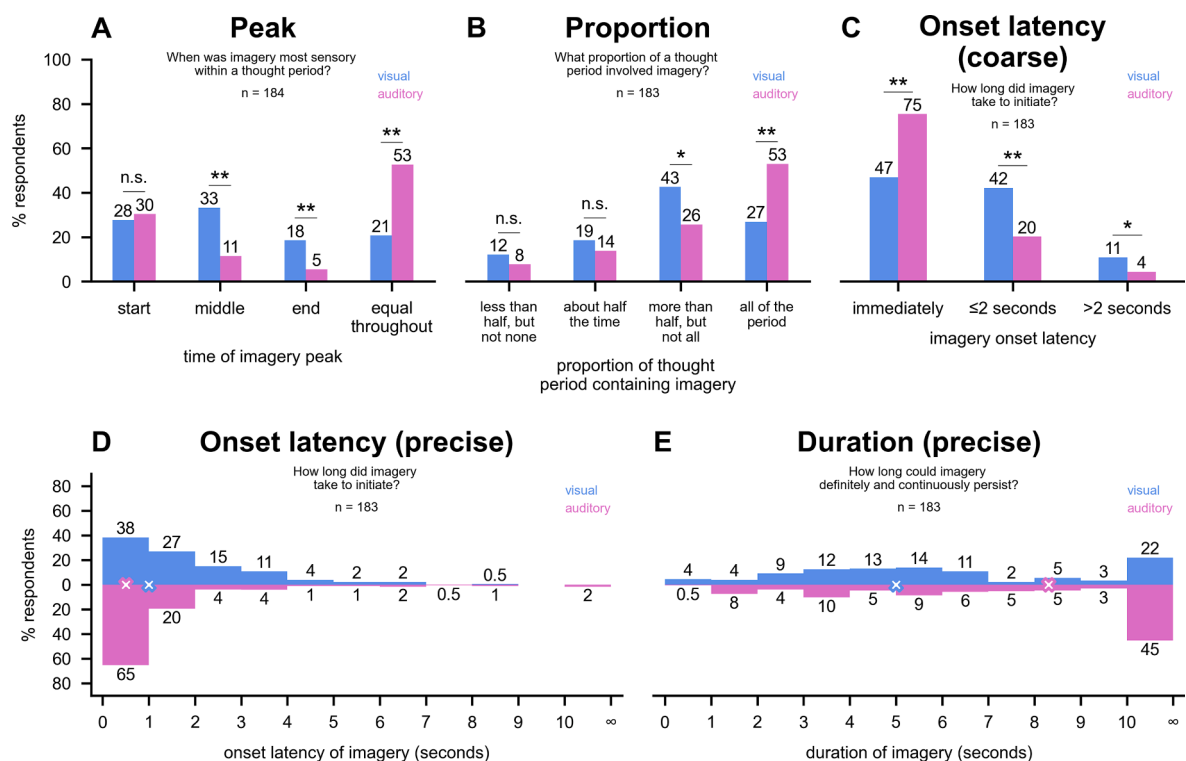 A
Peak
When was imagery most sensory
within a thought period?
n = 184
visual
auditory
% respondents
100
80
60
40
20
0
n.s.
**
**
**
28
30
33
11
18
5
21
53
start
middle
end
equal
throughout
time of imagery peak
B
Proportion
What proportion of a thought
period involved imagery?
n = 183
visual
auditory
n.s.
n.s.
*
**
12
8
19
14
43
26
27
53
less than
half, but
not none
about half
the time
more than
half, but
not all
all of the
period
proportion of thought
period containing imagery
C
Onset latency
(coarse)
How long did imagery
take to initiate?
n = 183
visual
auditory
**
**
*
47
75
42
20
11
4
immediately
≤2 seconds
>2 seconds
imagery onset latency
D
Onset latency (precise)
How long did imagery
take to initiate?
n = 183
visual
auditory
% respondents
80
60
40
20
0
20
40
60
80
38
27
15
11
4
2
2
0.5
65
20
4
4
1
1
2
0.5
1
2
0
1
2
3
4
5
6
7
8
9
10
∞
onset latency of imagery (seconds)
E
Duration (precise)
How long could imagery
definitely and continuously persist?
n = 183
visual
auditory
4
4
9
12
13
14
11
2
5
3
22
0.5
8
4
10
5
9
6
5
5
3
45
0
1
2
3
4
5
6
7
8
9
10
∞
duration of imagery (seconds)